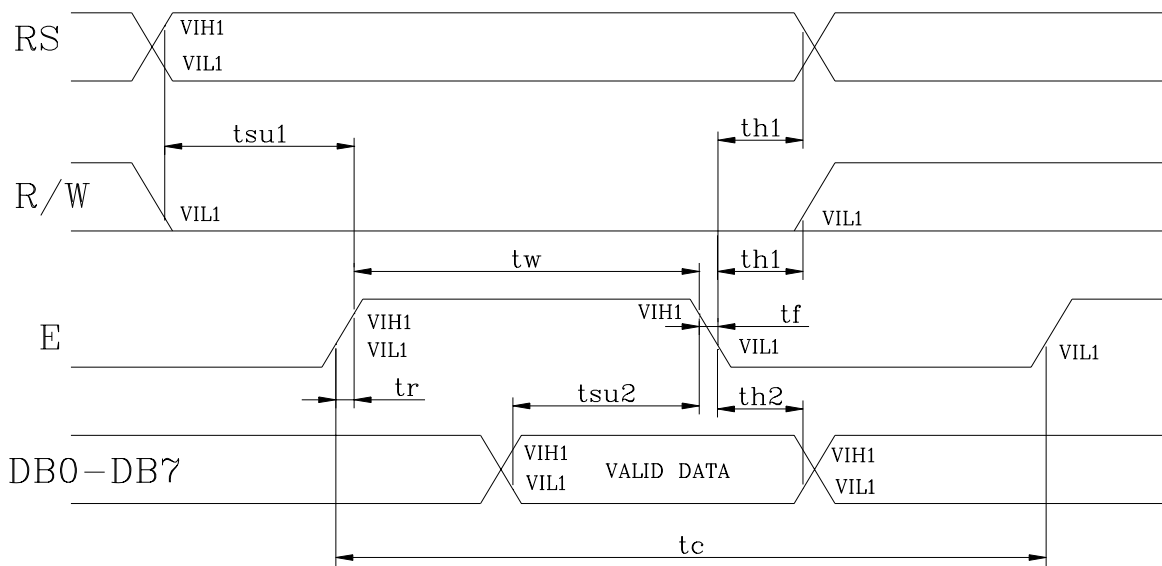 RS
VIH1
VIL1
tsu1
th1
R/W
VIL1
VIL1
tw
th1
E
VIH1
VIL1
VIH1
tf
VIL1
VIL1
tr
tsu2
th2
DB0-DB7
VIH1
VIL1
VALID DATA
VIH1
VIL1
tc